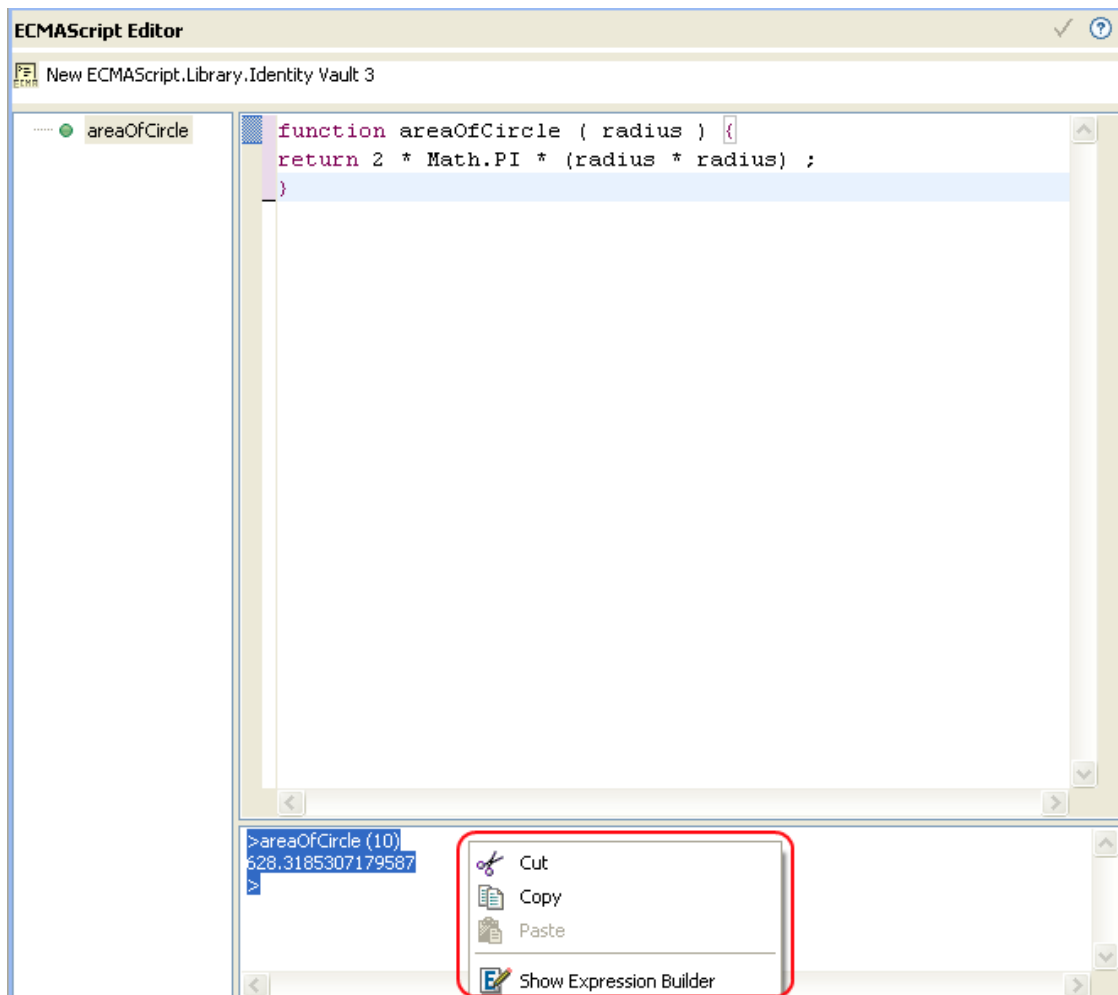 ECMAScript Editor
New ECMAScript.Library.Identity Vault 3
areaOfCircle
function areaOfCircle ( radius ) {
return 2 * Math.PI * (radius * radius) ;
}
>areaOfCircle (10)
628.3185307179587
>
Cut
Copy
Paste
Show Expression Builder